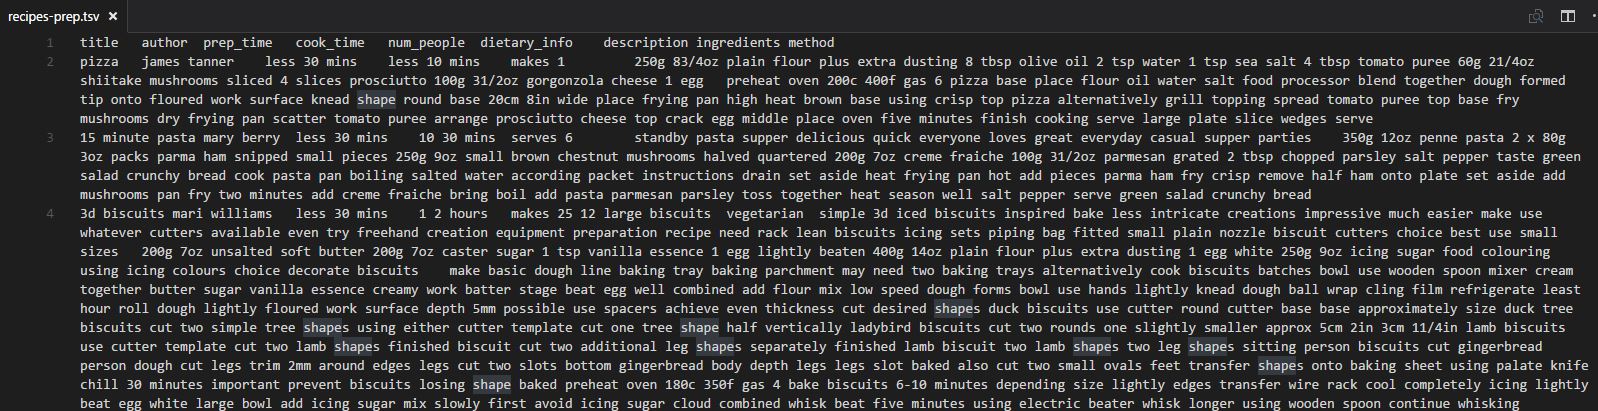 recipes-prep.tsv ×
1 title author prep_time cook_time num_people dietary_info description ingredients method
2 pizza james tanner less 30 mins less 10 mins makes 1 250g 83/4oz plain flour plus extra dusting 8 tbsp olive oil 2 tsp water 1 tsp sea salt 4 tbsp tomato puree 60g 21/4oz
shiitake mushrooms sliced 4 slices prosciutto 100g 31/2oz gorgonzola cheese 1 egg preheat oven 200c 400f gas 6 pizza base place flour oil water salt food processor blend together dough formed
tip onto floured work surface knead shape round base 20cm 8in wide place frying pan high heat brown base using crisp top pizza alternatively grill topping spread tomato puree top base fry
mushrooms dry frying pan scatter tomato puree arrange prosciutto cheese top crack egg middle place oven five minutes finish cooking serve large plate slice wedges serve
3 15 minute pasta mary berry less 30 mins 10 30 mins serves 6 standby pasta supper delicious quick everyone loves great everyday casual supper parties 350g 12oz penne pasta 2 x 80g
3oz packs parma ham snipped small pieces 250g 9oz small brown chestnut mushrooms halved quartered 200g 7oz creme fraiche 100g 31/2oz parmesan grated 2 tbsp chopped parsley salt pepper taste green
salad crunchy bread cook pasta pan boiling salted water according packet instructions drain set aside heat frying pan hot add pieces parma ham fry crisp remove half ham onto plate set aside add
mushrooms pan fry two minutes add creme fraiche bring boil add pasta parmesan parsley toss together heat season well salt pepper serve green salad crunchy bread
4 3d biscuits mari williams less 30 mins 1 2 hours makes 25 12 large biscuits vegetarian simple 3d iced biscuits inspired bake less intricate creations impressive much easier make use
whatever cutters available even try freehand creation equipment preparation recipe need rack lean biscuits icing sets piping bag fitted small plain nozzle biscuit cutters choice best use small
sizes 200g 7oz unsalted soft butter 200g 7oz caster sugar 1 tsp vanilla essence 1 egg lightly beaten 400g 14oz plain flour plus extra dusting 1 egg white 250g 9oz icing sugar food colouring
using icing colours choice decorate biscuits make basic dough line baking tray baking parchment may need two baking trays alternatively cook biscuits batches bowl use wooden spoon mixer cream
together butter sugar vanilla essence creamy work batter stage beat egg well combined add flour mix low speed dough forms bowl use hands lightly knead dough ball wrap cling film refrigerate least
hour roll dough lightly floured work surface depth 5mm possible use spacers achieve even thickness cut desired shapes duck biscuits use cutter round cutter base base approximately size duck tree
biscuits cut two simple tree shapes using either cutter template cut one tree shape half vertically ladybird biscuits cut two rounds one slightly smaller approx 5cm 2in 3cm 11/4in lamb biscuits
use cutter template cut two lamb shapes finished biscuit cut two additional leg shapes separately finished lamb biscuit two lamb shapes two leg shapes sitting person biscuits cut gingerbread
person dough cut legs trim 2mm around edges legs cut two slots bottom gingerbread body depth legs legs slot baked also cut two small ovals feet transfer shapes onto baking sheet using palate knife
chill 30 minutes important prevent biscuits losing shape baked preheat oven 180c 350f gas 4 bake biscuits 6-10 minutes depending size lightly edges transfer wire rack cool completely icing lightly
beat egg white large bowl add icing sugar mix slowly first avoid icing sugar cloud combined whisk beat five minutes using electric beater whisk longer using wooden spoon continue whisking